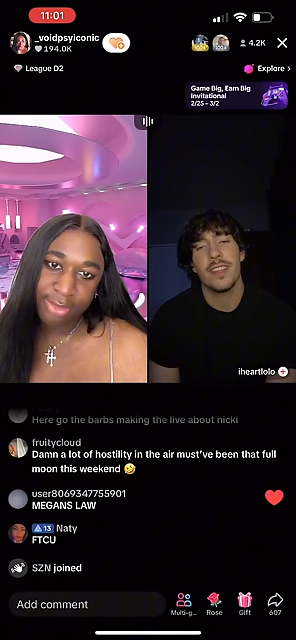 11:01
_voidpsyiconic
194.0K
4.2K
League D2
Explore >
Game Big, Earn Big
Invitational
2/25 – 3/2
iheartlolo
Here go the barbs making the live about nicki
fruitycloud
Damn a lot of hostility in the air must've been that full
moon this weekend 🤣
user8069347755901
MEGANS LAW
13 Naty
FTCU
SZN joined
Add comment
Multi-g...
Rose
Gift
607